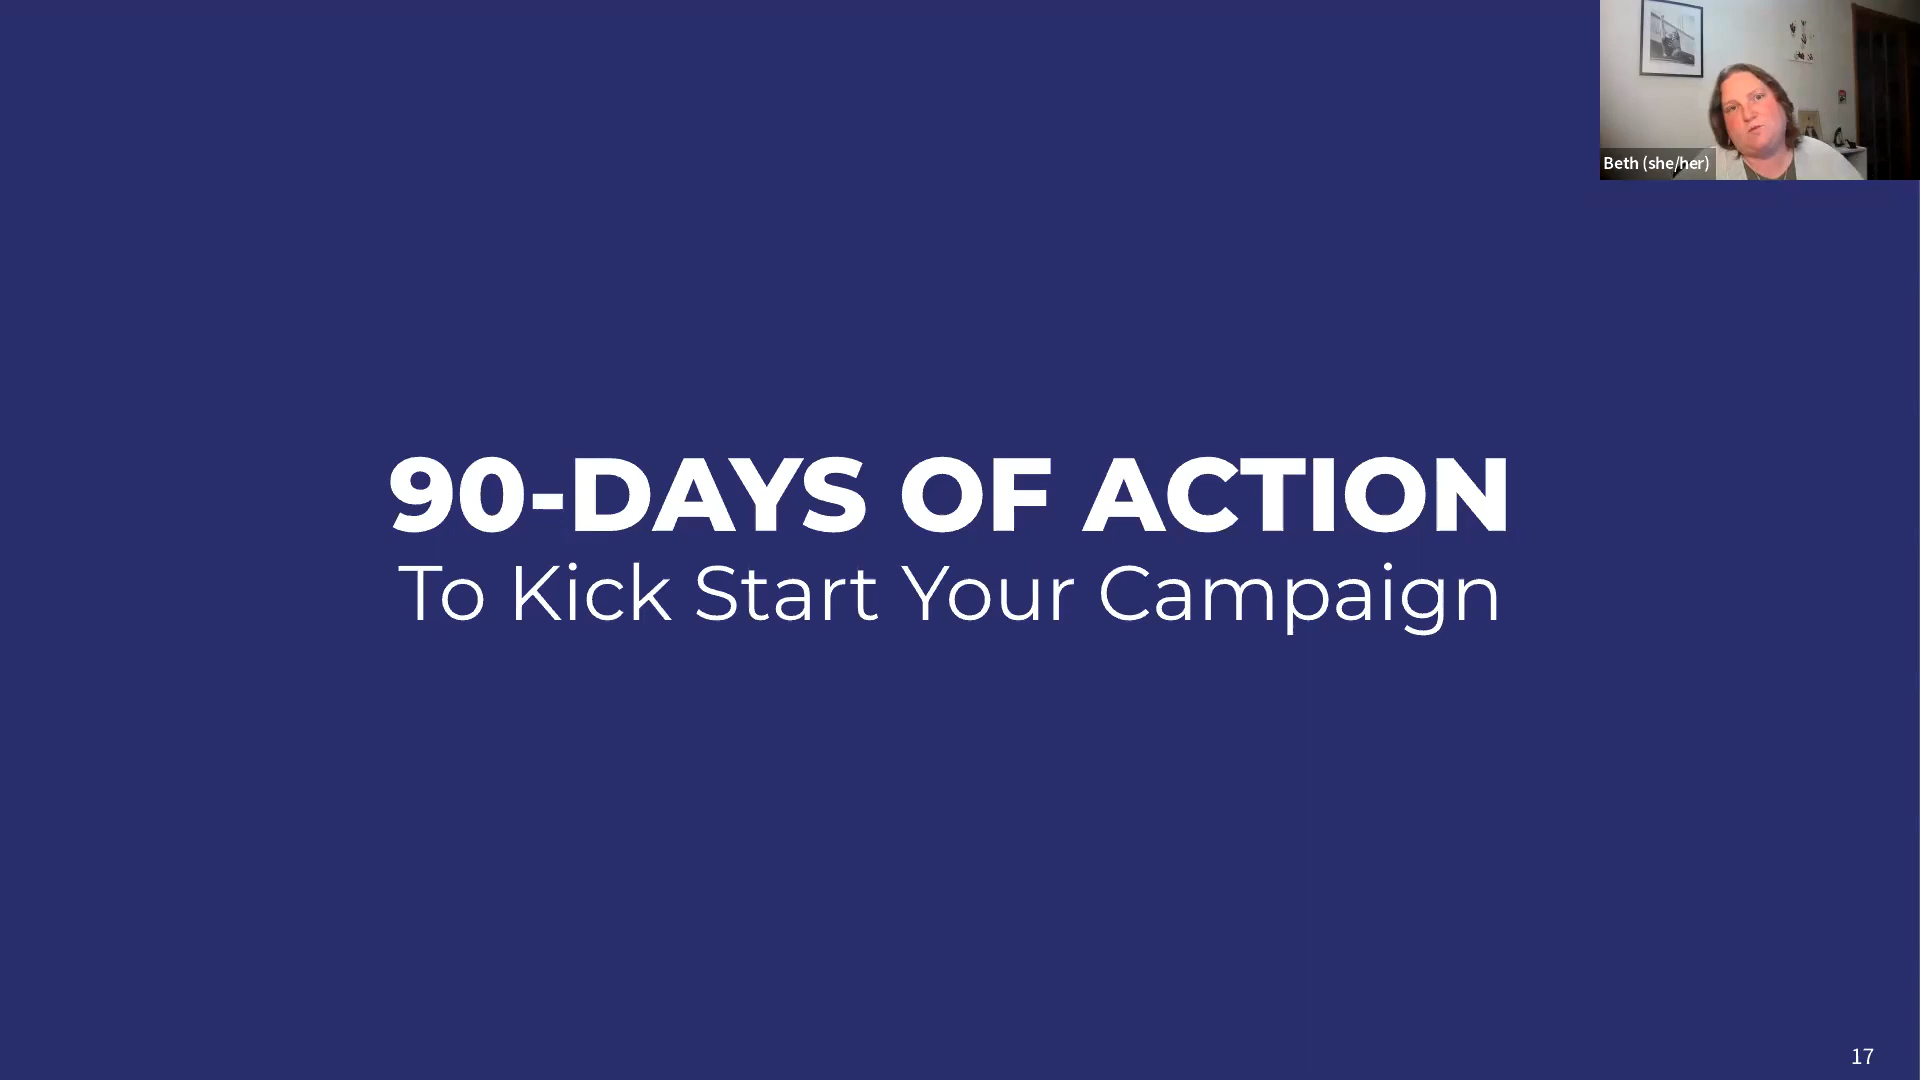 Beth (she/her)
90-DAYS OF ACTION
To Kick Start Your Campaign
17